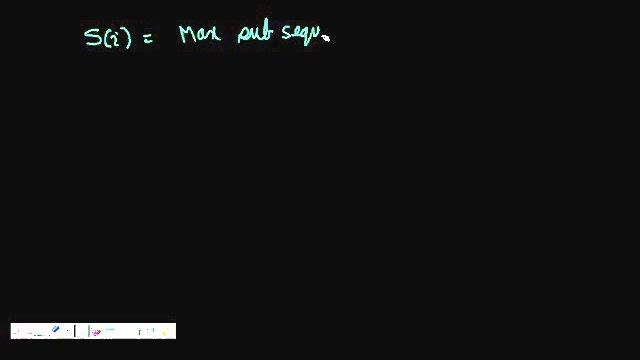 S(i) = Max sub sequ